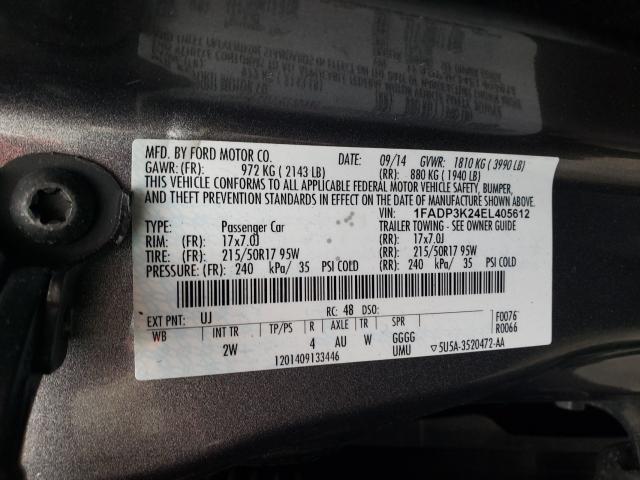 MFD. BY FORD MOTOR CO. DATE: 09/14 GVWR: 1810 KG ( 3990 LB)
GAWR: (FR): 972 KG ( 2143 LB) (RR): 880 KG ( 1940 LB)
THIS VEHICLE CONFORMS TO ALL APPLICABLE FEDERAL MOTOR VEHICLE SAFETY, BUMPER,
AND THEFT PREVENTION STANDARDS IN EFFECT ON THE DATE OF MANUFACTURE SHOWN ABOVE.
VIN: 1FADP3K24EL405612
TYPE: Passenger Car TRAILER TOWING - SEE OWNERS GUIDE
RIM: (FR): 17x7.0J (RR): 17x7.0J
TIRE: (FR): 215/50R17 95W (RR): 215/50R17 95W
PRESSURE: (FR): 240 kPa/ 35 PSI COLD (RR): 240 kPa/ 35 PSI COLD
EXT PNT: UJ RC: 48 DSO: F0076
WB INT TR TP/PS R AXLE TR SPR R0066
2W 4 AU W GGGG
UMU
1201409133446 ▽5U5A-3520472-AA